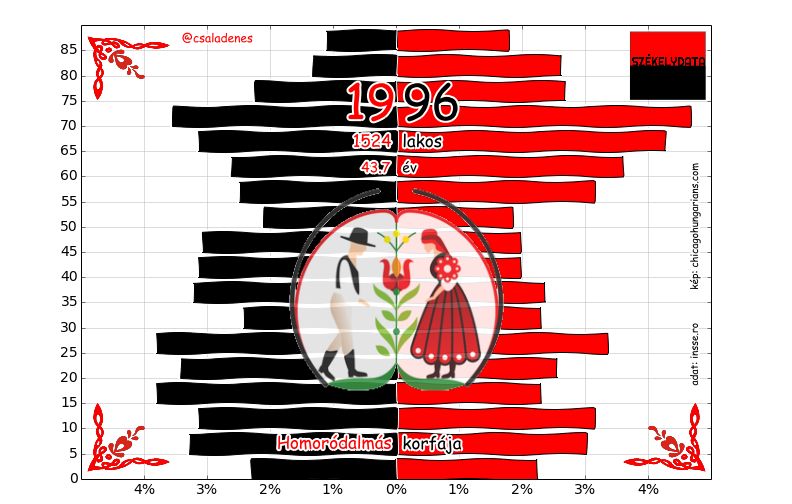 @csaladenes
SZÉKELYDATA
1996
1524 lakos
43.7 év
kép: chicagohungarians.com
adat: insse.ro
Homoródalmás korfája
85
80
75
70
65
60
55
50
45
40
35
30
25
20
15
10
5
0
4% 3% 2% 1% 0% 1% 2% 3% 4%